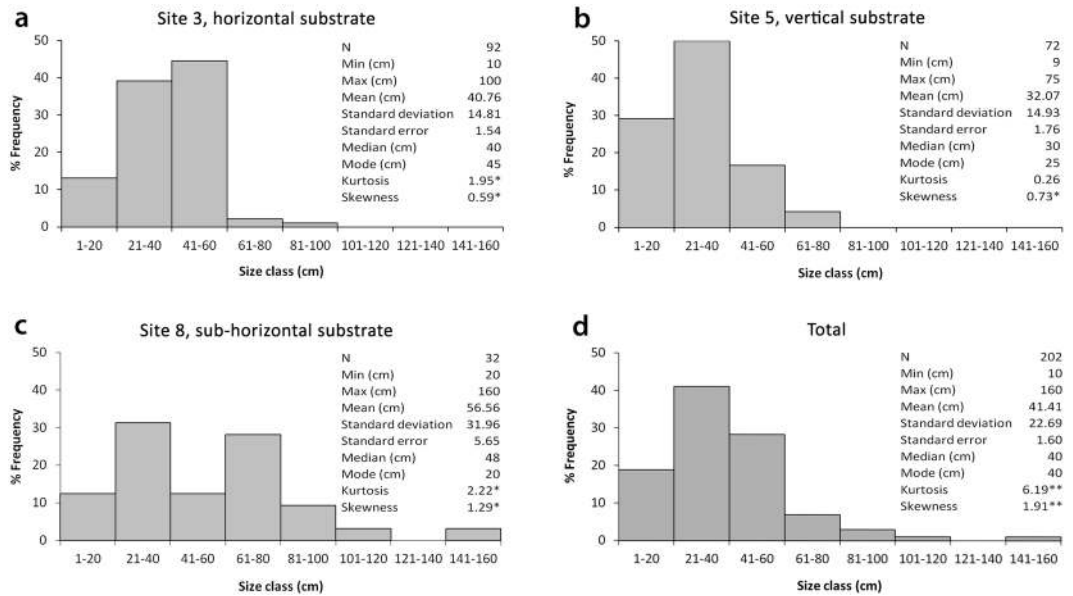 a Site 3, horizontal substrate
50
40
30
20
10
0
% Frequency
N 92
Min (cm) 10
Max (cm) 100
Mean (cm) 40.76
Standard deviation 14.81
Standard error 1.54
Median (cm) 40
Mode (cm) 45
Kurtosis 1.95*
Skewness 0.59*
1-20 21-40 41-60 61-80 81-100 101-120 121-140 141-160
Size class (cm)
b Site 5, vertical substrate
50
40
30
20
10
0
% Frequency
N 72
Min (cm) 9
Max (cm) 75
Mean (cm) 32.07
Standard deviation 14.93
Standard error 1.76
Median (cm) 30
Mode (cm) 25
Kurtosis 0.26
Skewness 0.73*
1-20 21-40 41-60 61-80 81-100 101-120 121-140 141-160
Size class (cm)
c Site 8, sub-horizontal substrate
50
40
30
20
10
0
% Frequency
N 32
Min (cm) 20
Max (cm) 160
Mean (cm) 56.56
Standard deviation 31.96
Standard error 5.65
Median (cm) 48
Mode (cm) 20
Kurtosis 2.22*
Skewness 1.29*
1-20 21-40 41-60 61-80 81-100 101-120 121-140 141-160
Size class (cm)
d Total
50
40
30
20
10
0
% Frequency
N 202
Min (cm) 10
Max (cm) 160
Mean (cm) 41.41
Standard deviation 22.69
Standard error 1.60
Median (cm) 40
Mode (cm) 40
Kurtosis 6.19**
Skewness 1.91**
1-20 21-40 41-60 61-80 81-100 101-120 121-140 141-160
Size class (cm)